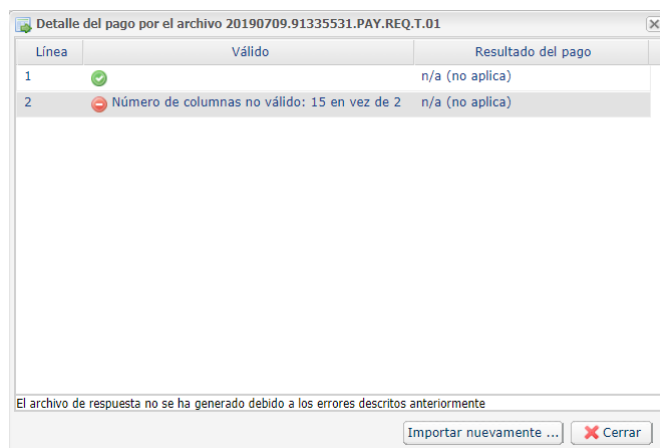 Detalle del pago por el archivo 20190709.91335531.PAY.REQ.T.01
Línea Válido Resultado del pago
1 n/a (no aplica)
2 Número de columnas no válido: 15 en vez de 2 n/a (no aplica)
El archivo de respuesta no se ha generado debido a los errores descritos anteriormente
Importar nuevamente ... Cerrar